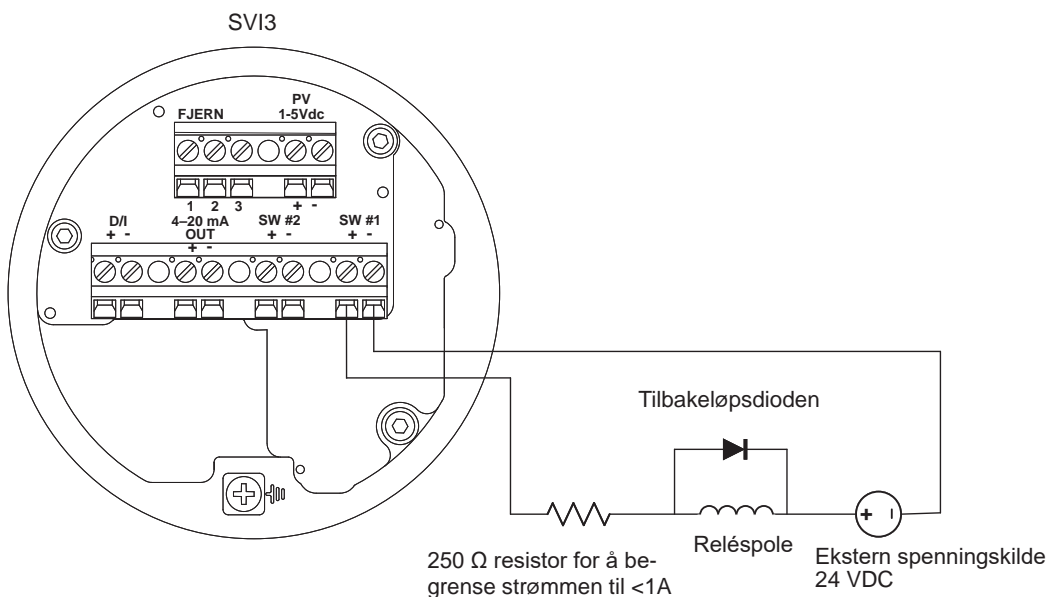 SVI3
PV
FJERN 1-5Vdc
1 2 3 + -
D/I 4–20 mA SW #2 SW #1
+ - OUT + - + -
+ -
Tilbakeløpsdioden
+ –
Reléspole
250 Ω resistor for å be-
grense strømmen til <1A
Ekstern spenningskilde
24 VDC